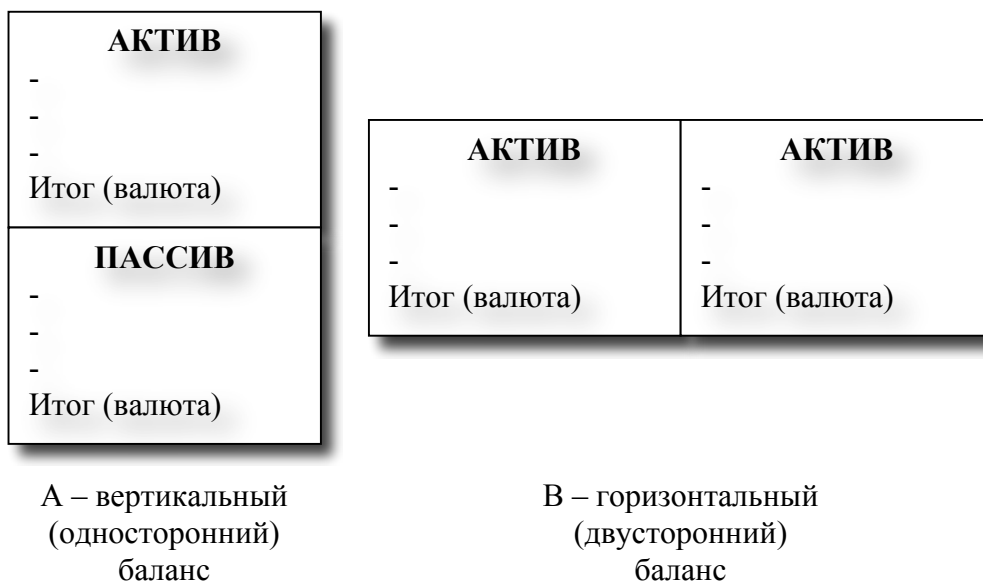 АКТИВ
-
-
-
Итог (валюта)
ПАССИВ
-
-
-
Итог (валюта)
А – вертикальный
(односторонний)
баланс
АКТИВ
-
-
-
Итог (валюта)
АКТИВ
-
-
-
Итог (валюта)
В – горизонтальный
(двусторонний)
баланс